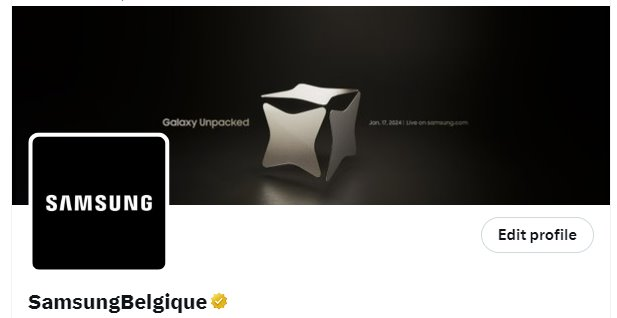 Galaxy Unpacked
Jan. 17, 2024 | Live on samsung.com
SAMSUNG
Edit profile
SamsungBelgique